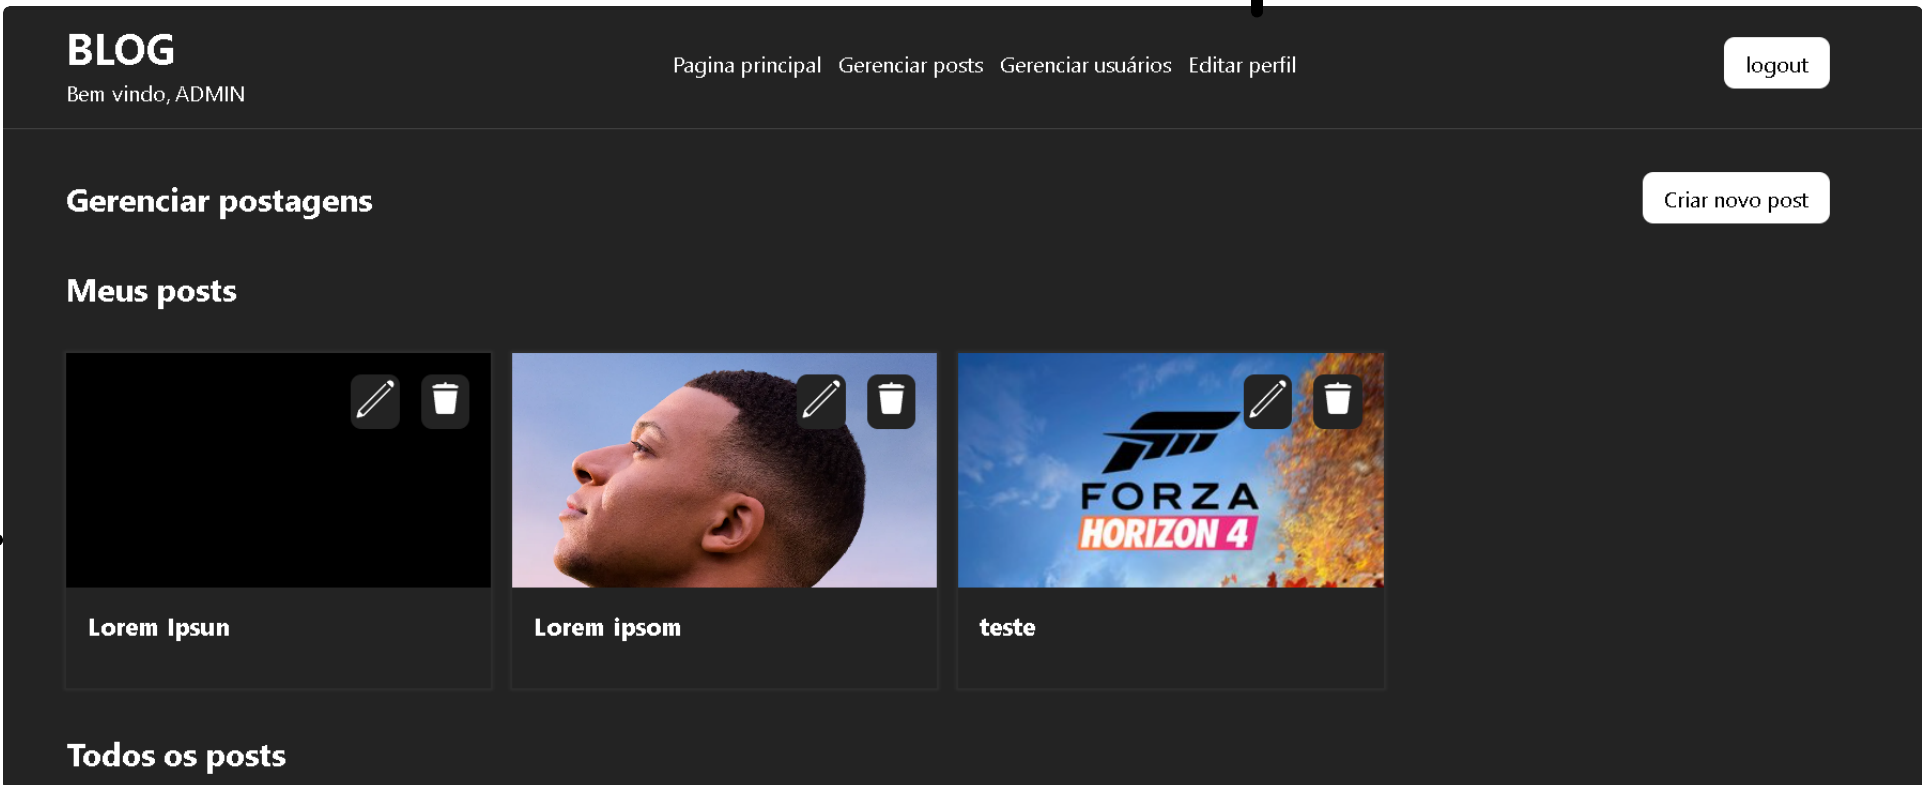 BLOG
Bem vindo, ADMIN
Pagina principal Gerenciar posts Gerenciar usuários Editar perfil
logout
Gerenciar postagens
Criar novo post
Meus posts
FORZA
HORIZON 4
Lorem Ipsun
Lorem ipsom
teste
Todos os posts